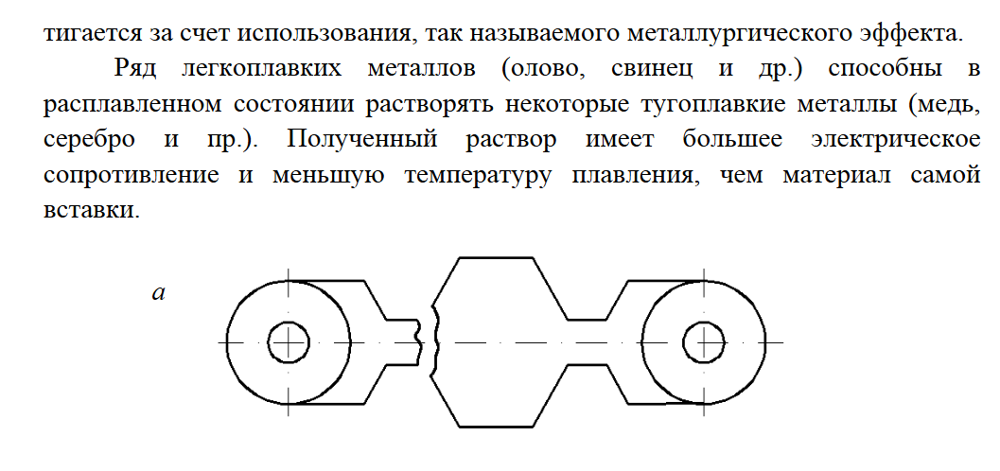 тигается за счет использования, так называемого металлургического эффекта.
Ряд легкоплавких металлов (олово, свинец и др.) способны в
расплавленном состоянии растворять некоторые тугоплавкие металлы (медь,
серебро и пр.). Полученный раствор имеет большее электрическое
сопротивление и меньшую температуру плавления, чем материал самой
вставки.
а